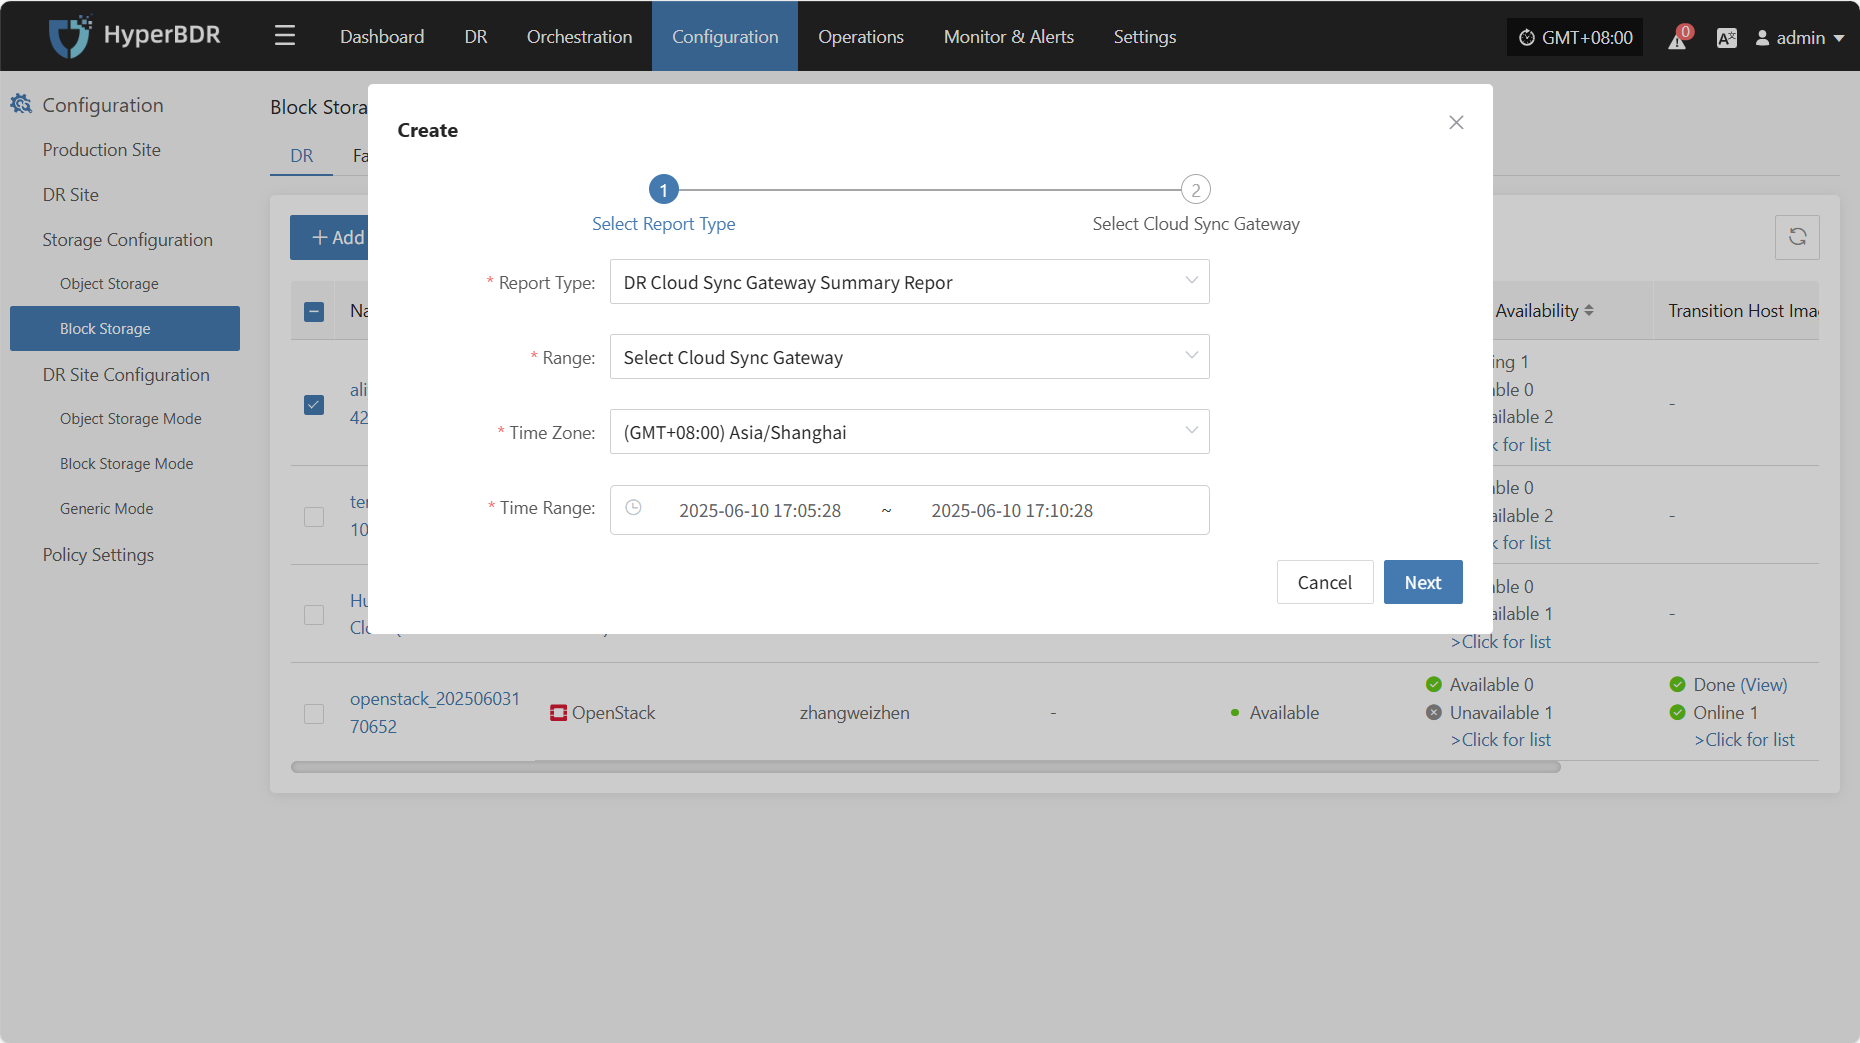 HyperBDR
Dashboard
DR
Orchestration
Configuration
Operations
Monitor & Alerts
Settings
GMT+08:00
0
admin
Configuration
Production Site
DR Site
Storage Configuration
Object Storage
Block Storage
DR Site Configuration
Object Storage Mode
Block Storage Mode
Generic Mode
Policy Settings
Block Stora
DR
Fa
Add
Create
1
2
Select Report Type
Select Cloud Sync Gateway
* Report Type: DR Cloud Sync Gateway Summary Repor
* Range: Select Cloud Sync Gateway
* Time Zone: (GMT+08:00) Asia/Shanghai
* Time Range: 2025-06-10 17:05:28 ~ 2025-06-10 17:10:28
Cancel
Next
Na
Availability
Transition Host Ima
ali
42
ing 1
ble 0
ailable 2
k for list
-
ter
10
ble 0
ailable 2
k for list
-
Hu
Clo
ble 0
ailable 1
>Click for list
-
openstack_202506031
70652
OpenStack
zhangweizhen
-
Available
Available 0
Unavailable 1
>Click for list
Done (View)
Online 1
>Click for list